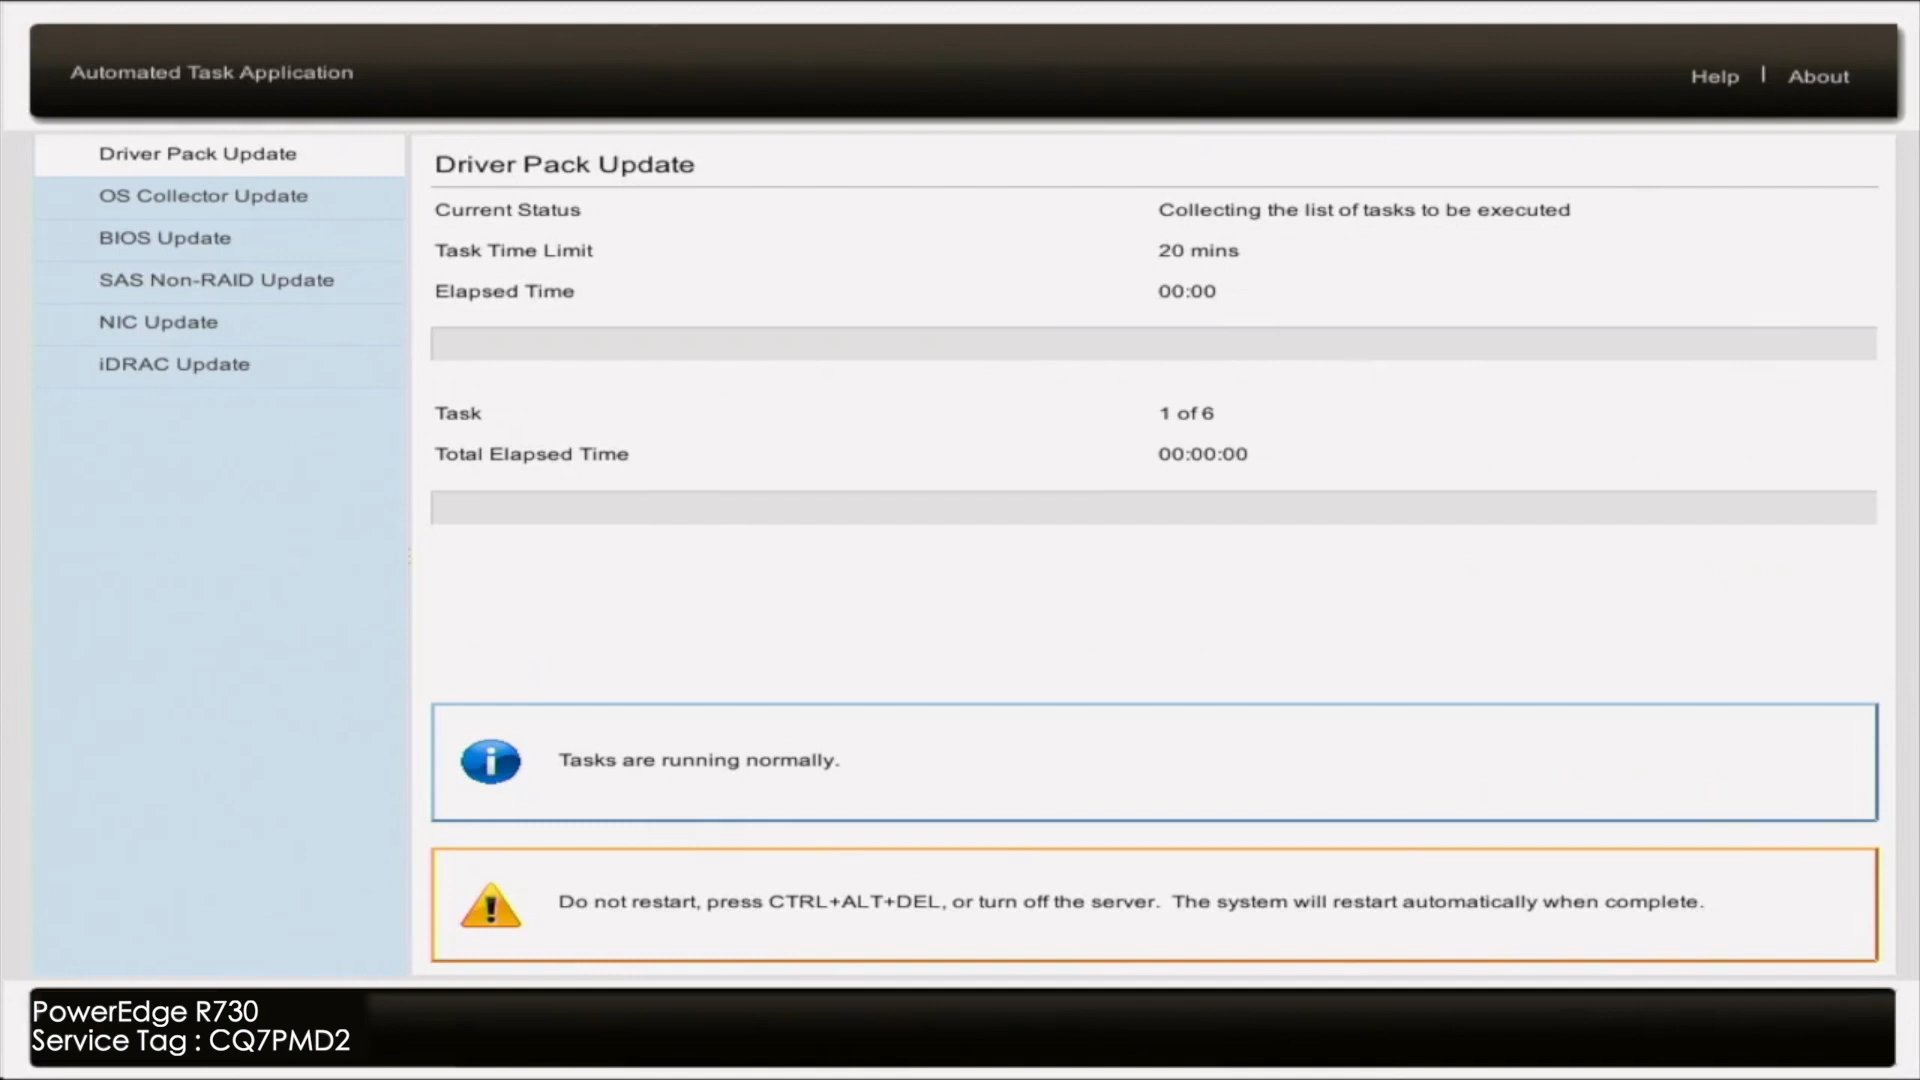 Automated Task Application
Help | About
Driver Pack Update
OS Collector Update
BIOS Update
SAS Non-RAID Update
NIC Update
iDRAC Update
Driver Pack Update
Current Status Collecting the list of tasks to be executed
Task Time Limit 20 mins
Elapsed Time 00:00
Task 1 of 6
Total Elapsed Time 00:00:00
Tasks are running normally.
Do not restart, press CTRL+ALT+DEL, or turn off the server. The system will restart automatically when complete.
PowerEdge R730
Service Tag : CQ7PMD2